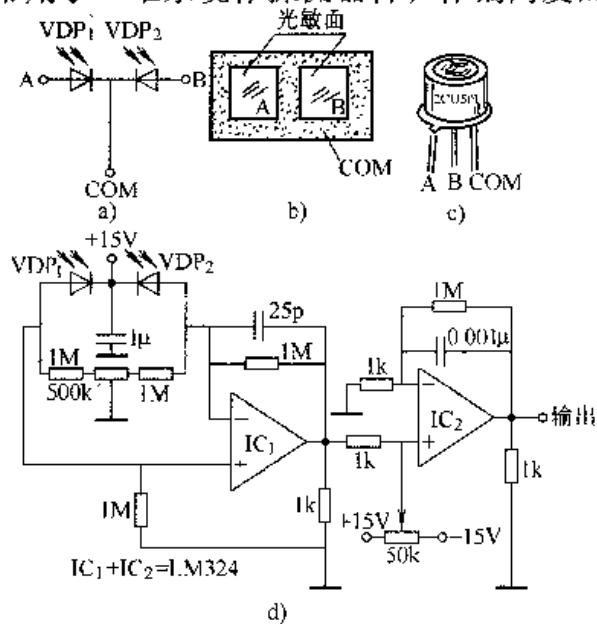 VDP1 VDP2
A B
COM
a)
光敏面
A B
COM
b)
2CU5
A B COM
c)
+15V
VDP1 VDP2
1μ
1M
500k
1M
25p
1M
−
+
IC1
1M
1k
IC1+IC2=LM324
1k
1M
0.001μ
1k
−
+
IC2
输出
1k
+15V
−15V
50k
d)